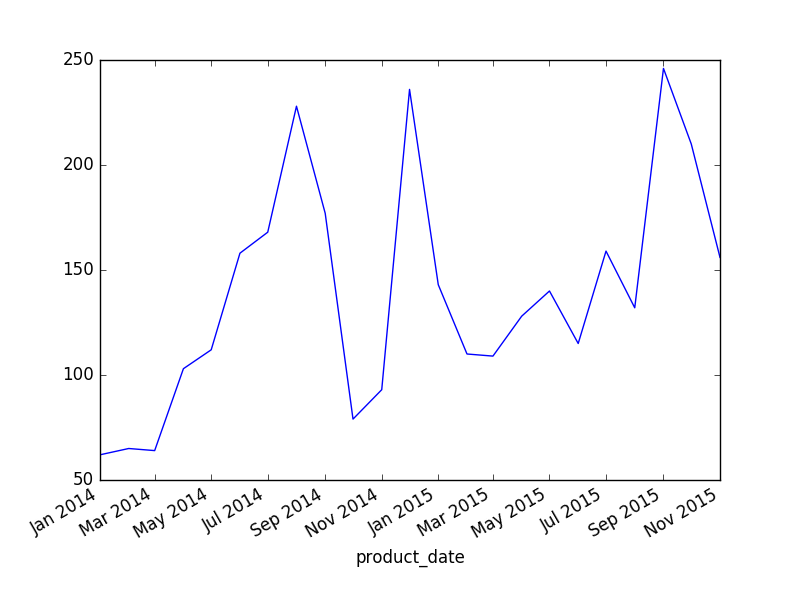 250
200
150
100
50
Jan 2014
Mar 2014
May 2014
Jul 2014
Sep 2014
Nov 2014
Jan 2015
Mar 2015
May 2015
Jul 2015
Sep 2015
Nov 2015
product_date